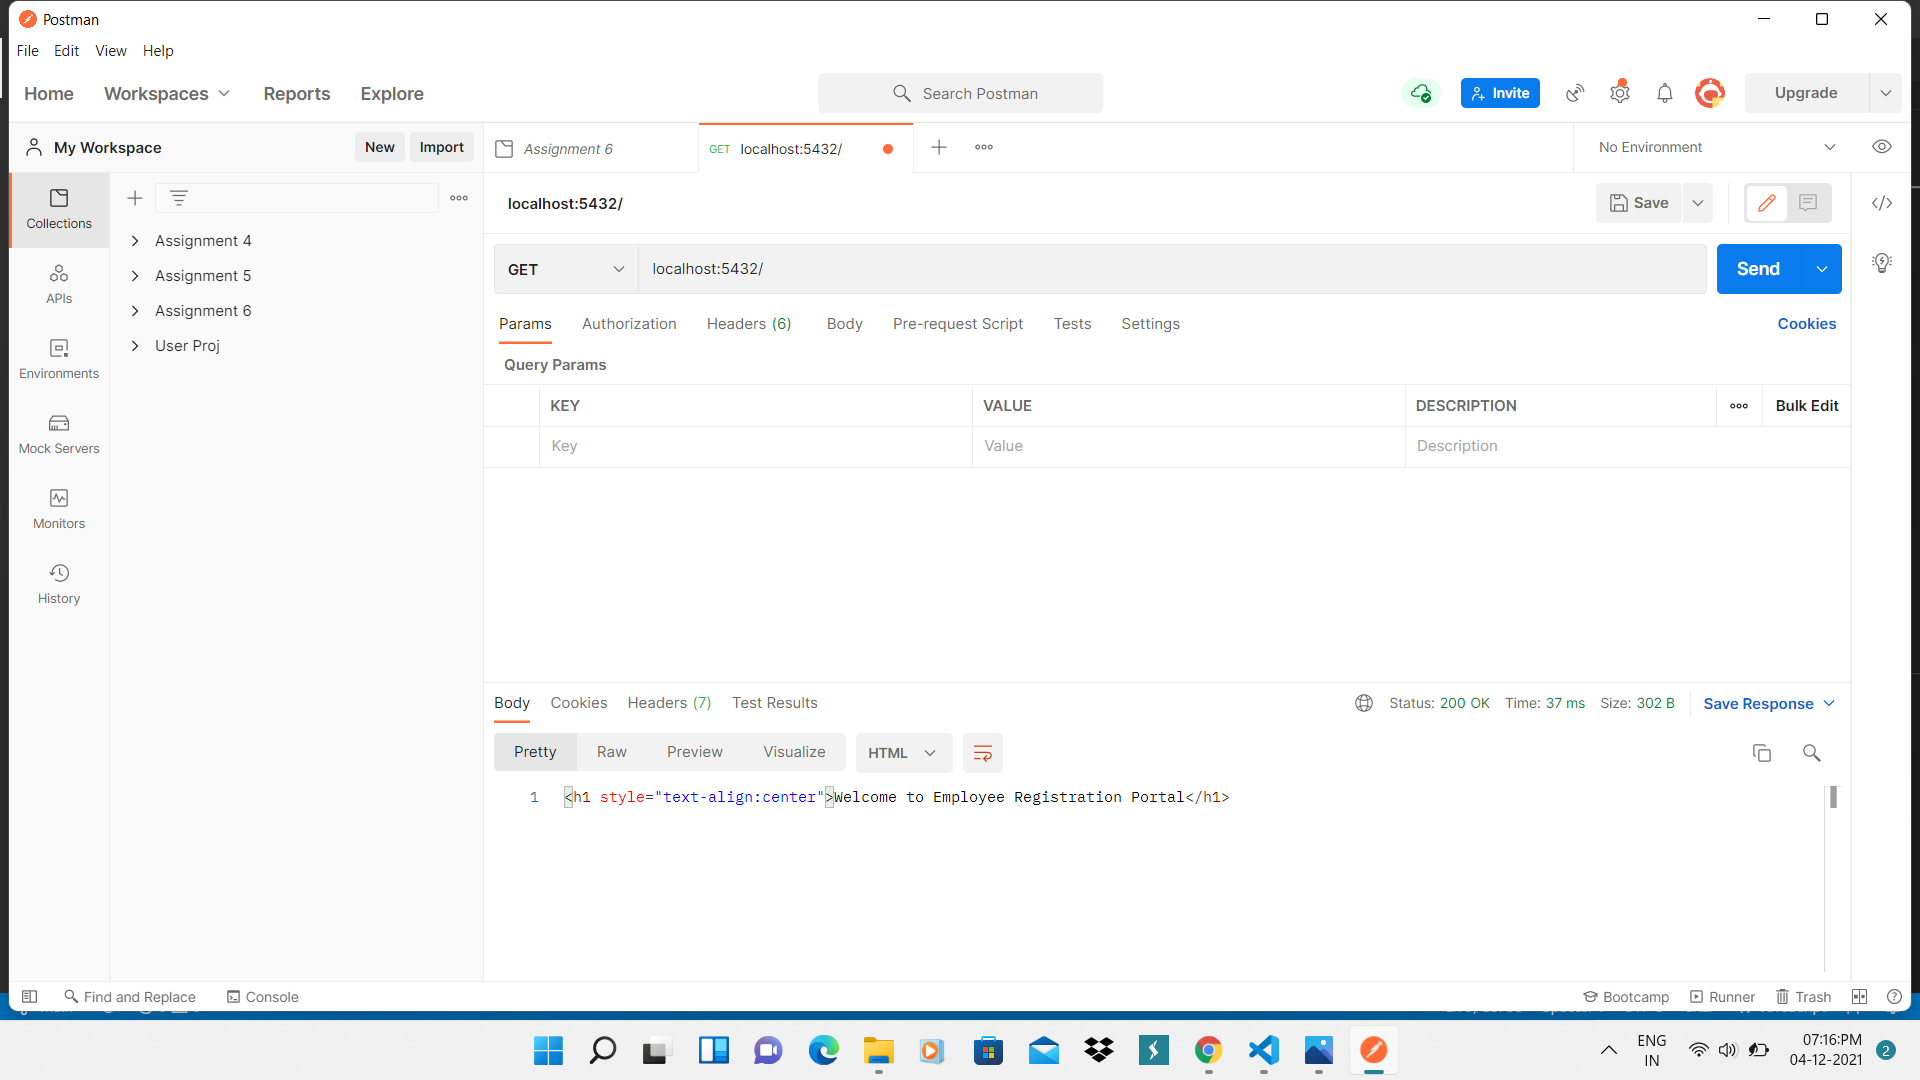 Postman
File Edit View Help
Home Workspaces Reports Explore
Search Postman
Invite
Upgrade
My Workspace
New Import
Assignment 6
GET localhost:5432/
No Environment
Collections
APIs
Environments
Mock Servers
Monitors
History
Assignment 4
Assignment 5
Assignment 6
User Proj
localhost:5432/
Save
GET localhost:5432/
Send
Params Authorization Headers (6) Body Pre-request Script Tests Settings
Cookies
Query Params
KEY VALUE DESCRIPTION
Bulk Edit
Key Value Description
Body Cookies Headers (7) Test Results
Status: 200 OK Time: 37 ms Size: 302 B
Save Response
Pretty Raw Preview Visualize HTML
1 <h1 style="text-align:center">Welcome to Employee Registration Portal</h1>
Find and Replace Console
Bootcamp Runner Trash
ENG
IN
07:16:PM
04-12-2021
2